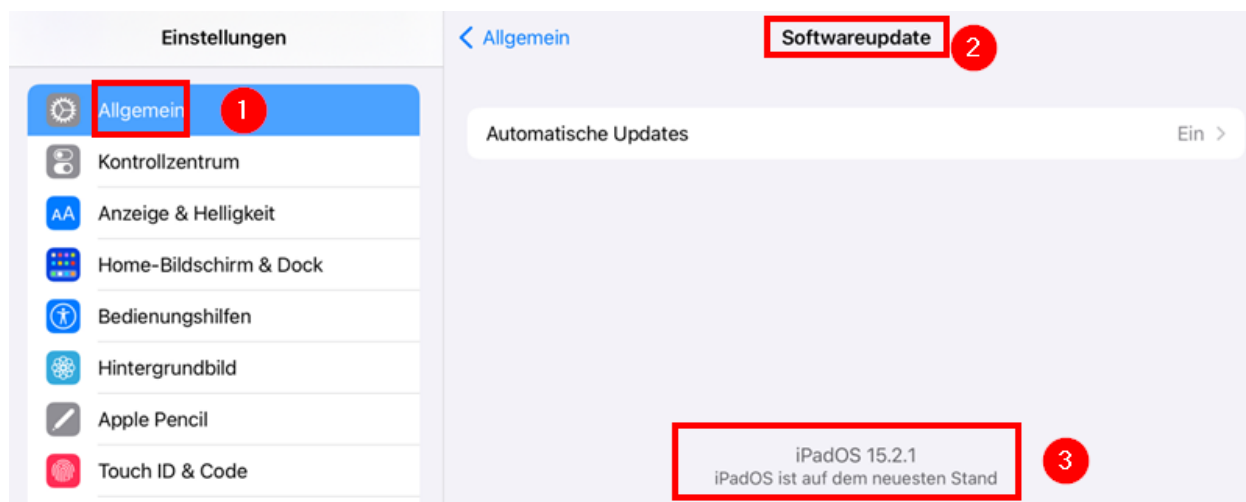 Einstellungen
Allgemein
1
Kontrollzentrum
AA Anzeige & Helligkeit
Home-Bildschirm & Dock
Bedienungshilfen
Hintergrundbild
Apple Pencil
Touch ID & Code
Allgemein
Softwareupdate
2
Automatische Updates Ein
iPadOS 15.2.1
iPadOS ist auf dem neuesten Stand
3